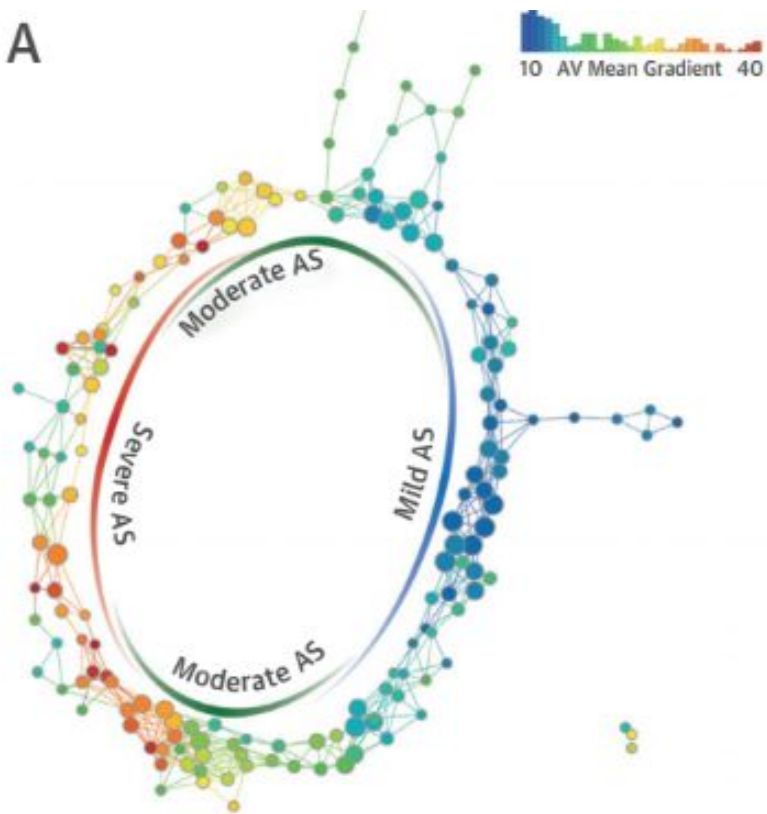 A
10 AV Mean Gradient 40
Moderate AS
Severe AS
Mild AS
Moderate AS